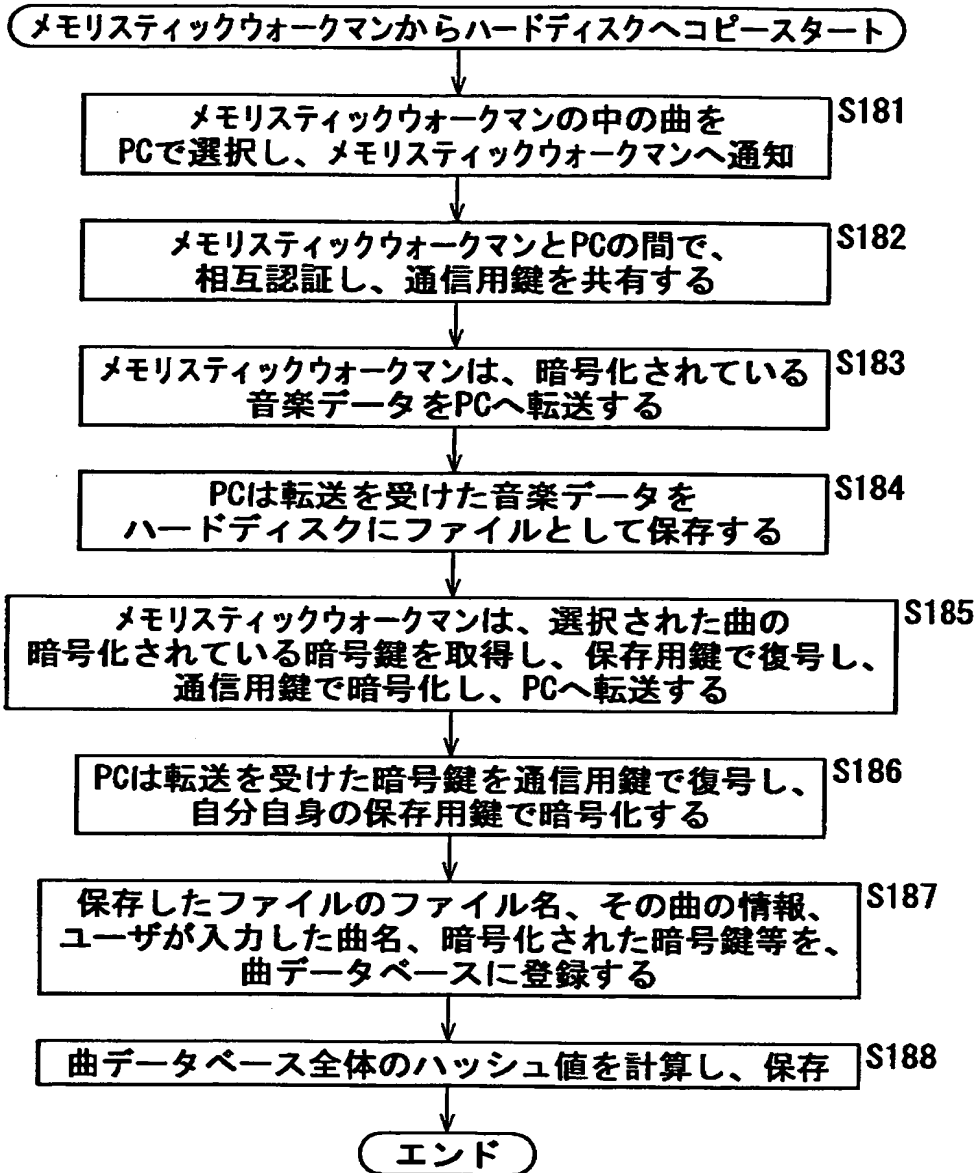 メモリスティックウォークマンからハードディスクへコピースタート
S181
メモリスティックウォークマンの中の曲を
PCで選択し、メモリスティックウォークマンへ通知
S182
メモリスティックウォークマンとPCの間で、
相互認証し、通信用鍵を共有する
S183
メモリスティックウォークマンは、暗号化されている
音楽データをPCへ転送する
S184
PCは転送を受けた音楽データを
ハードディスクにファイルとして保存する
S185
メモリスティックウォークマンは、選択された曲の
暗号化されている暗号鍵を取得し、保存用鍵で復号し、
通信用鍵で暗号化し、PCへ転送する
S186
PCは転送を受けた暗号鍵を通信用鍵で復号し、
自分自身の保存用鍵で暗号化する
S187
保存したファイルのファイル名、その曲の情報、
ユーザが入力した曲名、暗号化された暗号鍵等を、
曲データベースに登録する
S188
曲データベース全体のハッシュ値を計算し、保存
エンド